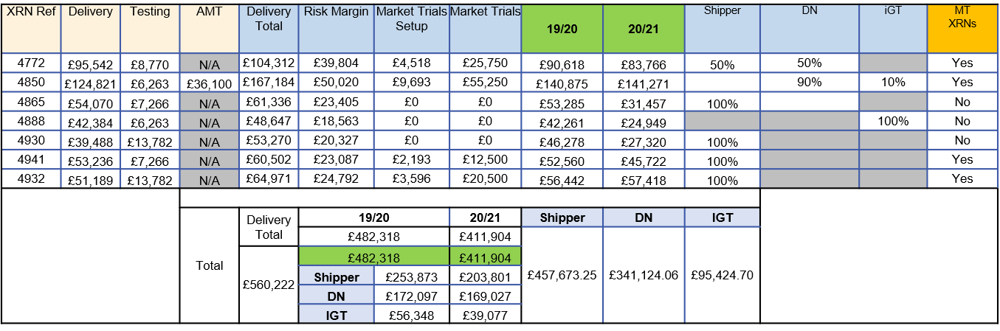 XRN Ref Delivery Testing AMT Delivery Total Risk Margin Market Trials Setup Market Trials 19/20 20/21 Shipper DN iGT MT XRNs
4772 £95,542 £8,770 N/A £104,312 £39,804 £4,518 £25,750 £90,618 £83,766 50% 50% Yes
4850 £124,821 £6,263 £36,100 £167,184 £50,020 £9,693 £55,250 £140,875 £141,271 90% 10% Yes
4865 £54,070 £7,266 N/A £61,336 £23,405 £0 £0 £53,285 £31,457 100% No
4888 £42,384 £6,263 N/A £48,647 £18,563 £0 £0 £42,261 £24,949 100% No
4930 £39,488 £13,782 N/A £53,270 £20,327 £0 £0 £46,278 £27,320 100% No
4941 £53,236 £7,266 N/A £60,502 £23,087 £2,193 £12,500 £52,560 £45,722 100% Yes
4932 £51,189 £13,782 N/A £64,971 £24,792 £3,596 £20,500 £56,442 £57,418 100% Yes
Total
Delivery Total
£560,222
19/20 20/21 Shipper DN IGT
£482,318 £411,904
£482,318 £411,904
Shipper £253,873 £203,801
DN £172,097 £169,027
IGT £56,348 £39,077
£457,673.25 £341,124.06 £95,424.70